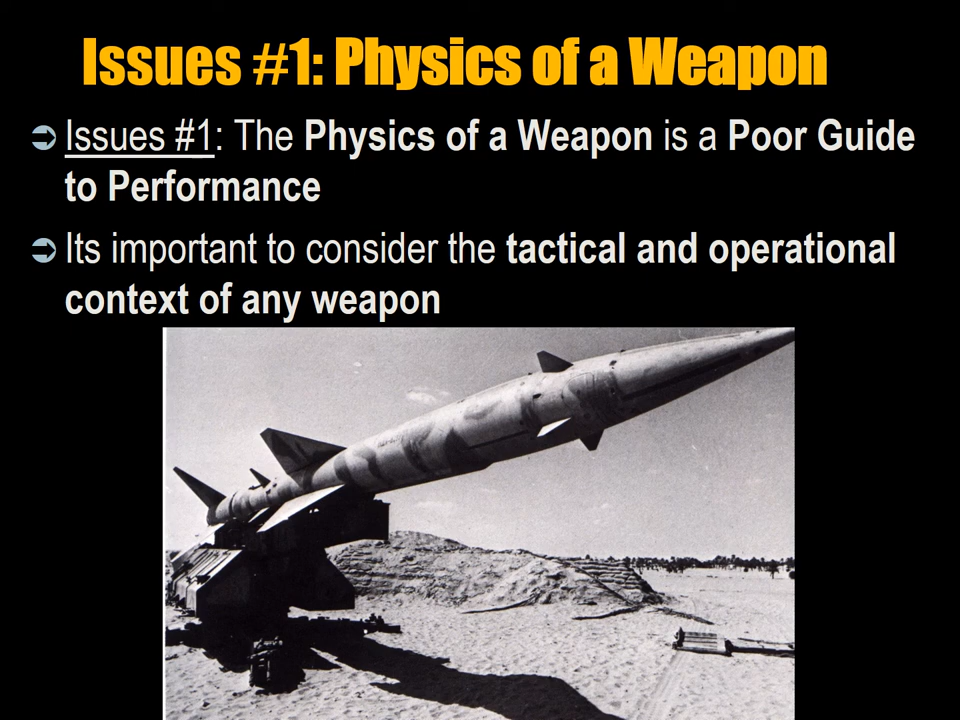 Issues #1: Physics of a Weapon
Issues #1: The Physics of a Weapon is a Poor Guide
to Performance
Its important to consider the tactical and operational
context of any weapon